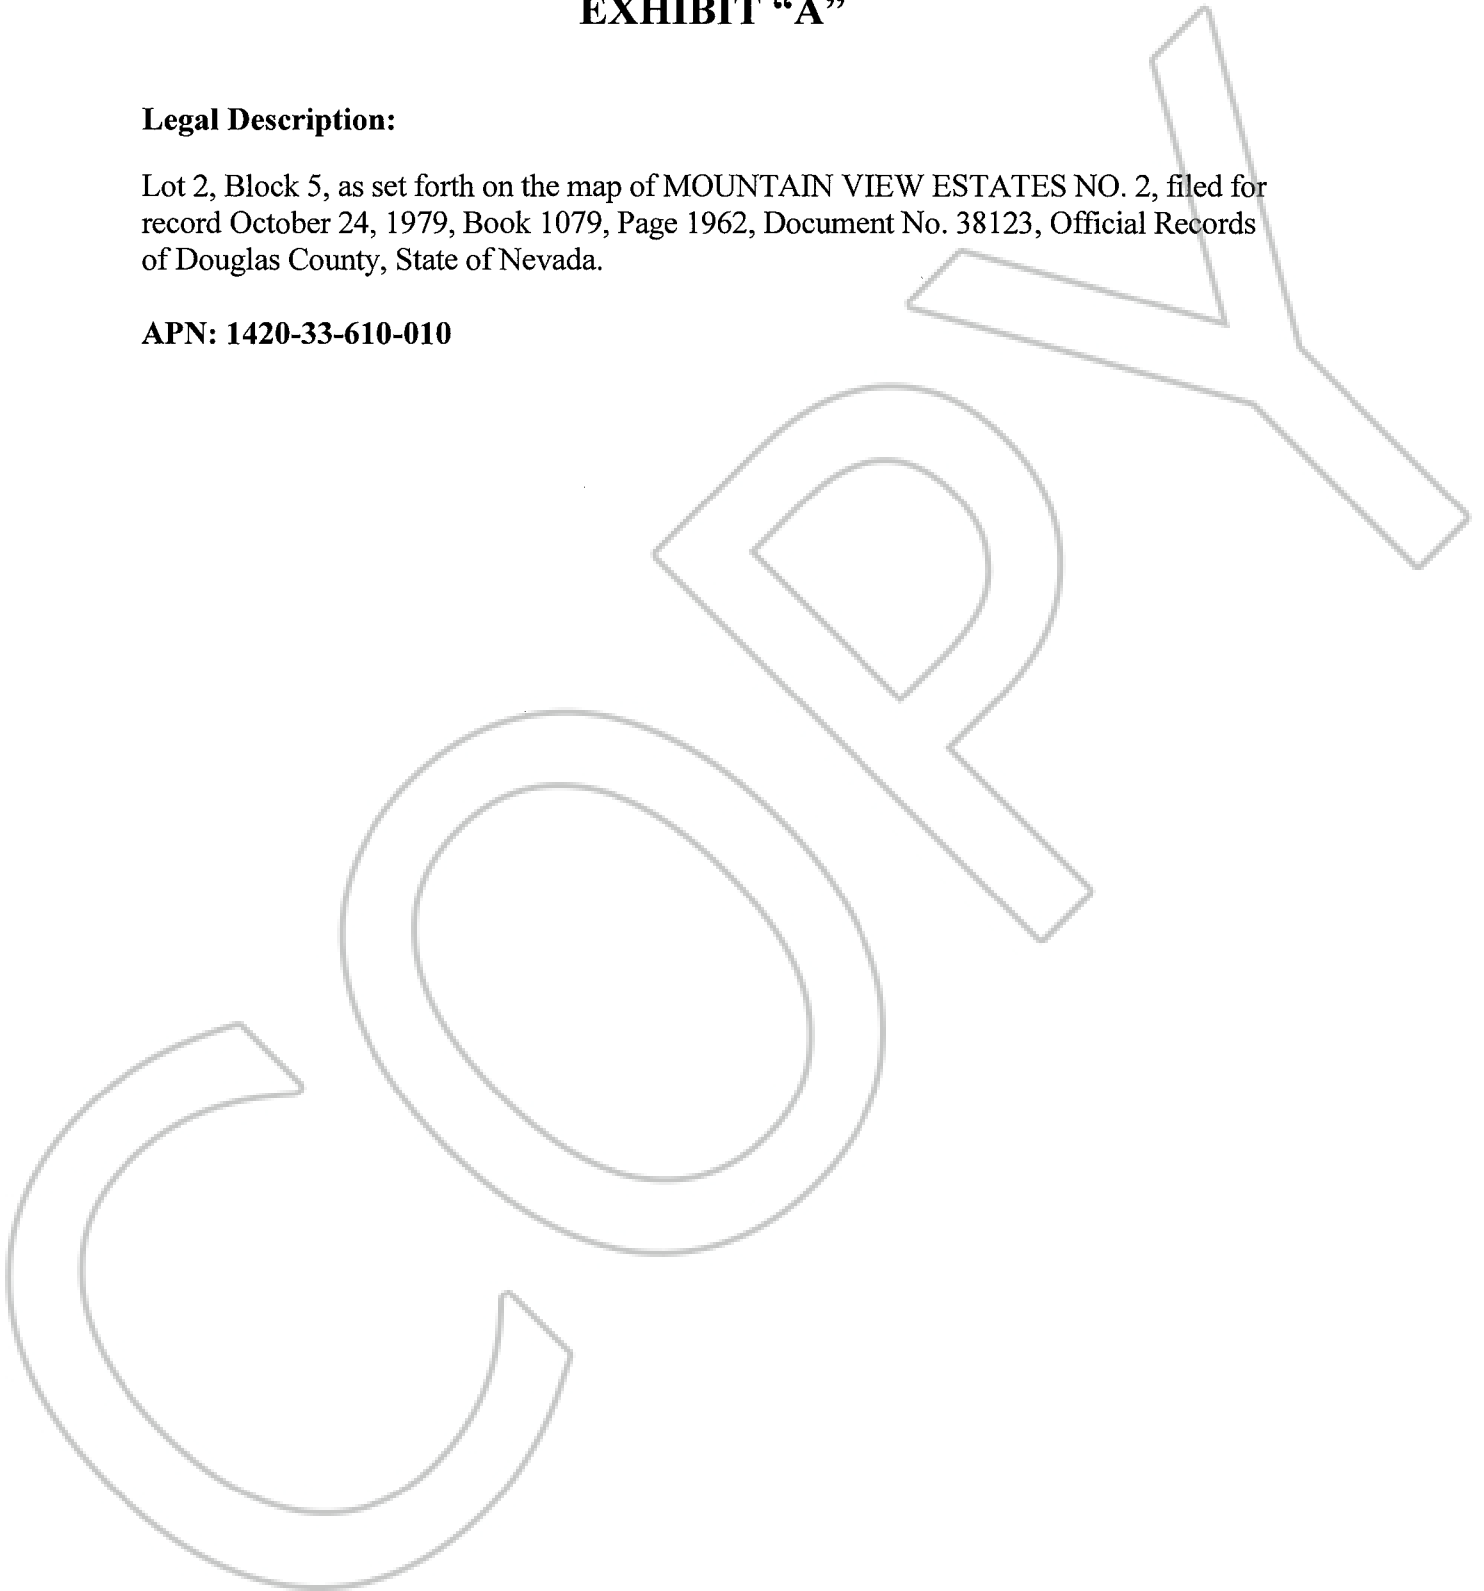 EXHIBIT “A”
Legal Description:
Lot 2, Block 5, as set forth on the map of MOUNTAIN VIEW ESTATES NO. 2, filed for
record October 24, 1979, Book 1079, Page 1962, Document No. 38123, Official Records
of Douglas County, State of Nevada.
APN: 1420-33-610-010
COPY